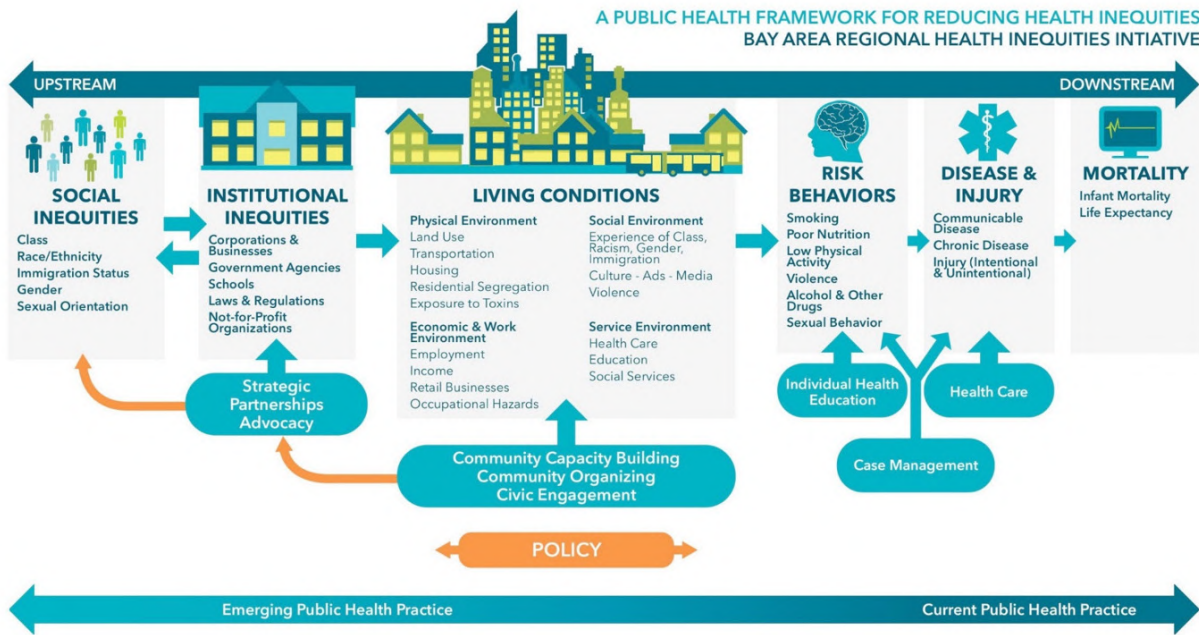 A PUBLIC HEALTH FRAMEWORK FOR REDUCING HEALTH INEQUITIES
BAY AREA REGIONAL HEALTH INEQUITIES INTIATIVE
UPSTREAM
DOWNSTREAM
SOCIAL
INEQUITIES
Class
Race/Ethnicity
Immigration Status
Gender
Sexual Orientation
INSTITUTIONAL
INEQUITIES
Corporations &
Businesses
Government Agencies
Schools
Laws & Regulations
Not-for-Profit
Organizations
LIVING CONDITIONS
Physical Environment
Land Use
Transportation
Housing
Residential Segregation
Exposure to Toxins
Economic & Work
Environment
Employment
Income
Retail Businesses
Occupational Hazards
Social Environment
Experience of Class,
Racism, Gender,
Immigration
Culture - Ads - Media
Violence
Service Environment
Health Care
Education
Social Services
RISK
BEHAVIORS
Smoking
Poor Nutrition
Low Physical
Activity
Violence
Alcohol & Other
Drugs
Sexual Behavior
DISEASE &
INJURY
Communicable
Disease
Chronic Disease
Injury (Intentional
& Unintentional)
MORTALITY
Infant Mortality
Life Expectancy
Strategic
Partnerships
Advocacy
Community Capacity Building
Community Organizing
Civic Engagement
Individual Health
Education
Health Care
Case Management
POLICY
Emerging Public Health Practice
Current Public Health Practice